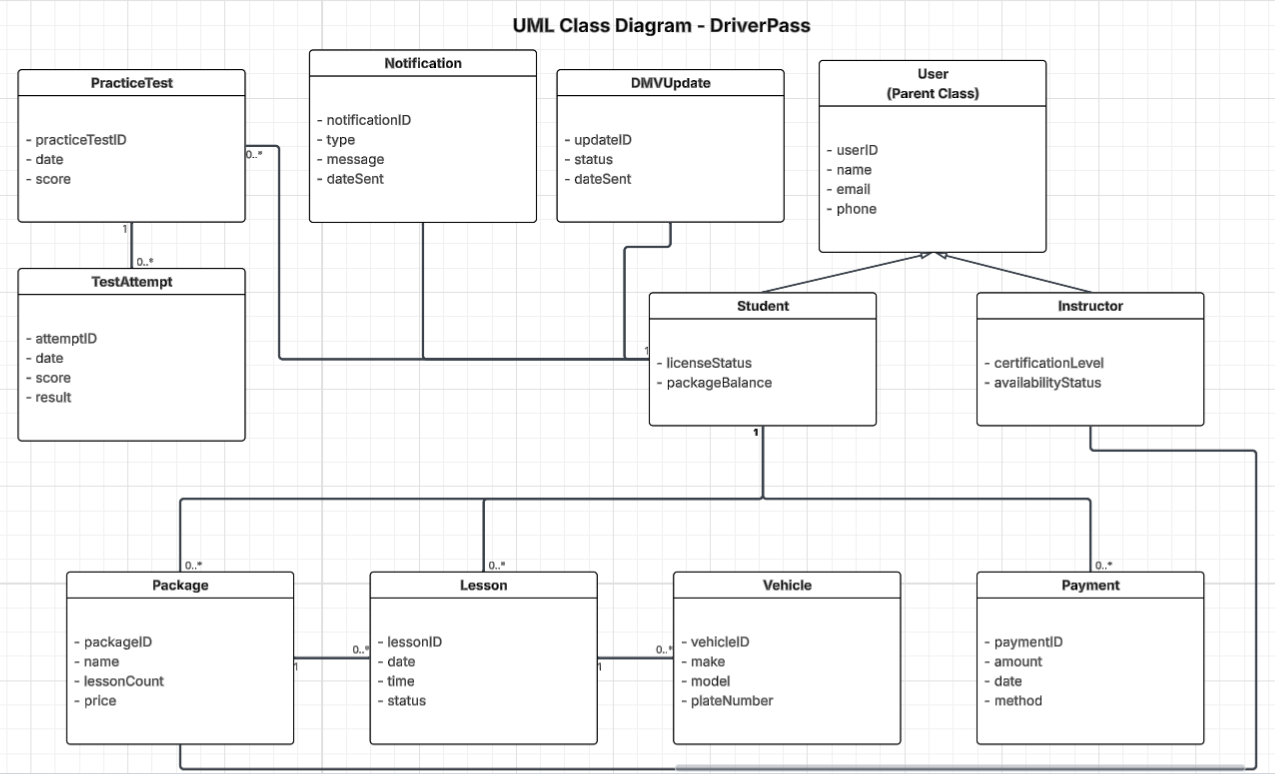 UML Class Diagram - DriverPass
PracticeTest
- practiceTestID
- date
- score
Notification
- notificationID
- type
- message
- dateSent
DMVUpdate
- updateID
- status
- dateSent
User
(Parent Class)
- userID
- name
- email
- phone
0..*
1
0..*
TestAttempt
- attemptID
- date
- score
- result
1
Student
- licenseStatus
- packageBalance
Instructor
- certificationLevel
- availabilityStatus
1
0..*
0..*
0..*
Package
- packageID
- name
- lessonCount
- price
1
0..*
Lesson
- lessonID
- date
- time
- status
1
0..*
Vehicle
- vehicleID
- make
- model
- plateNumber
Payment
- paymentID
- amount
- date
- method